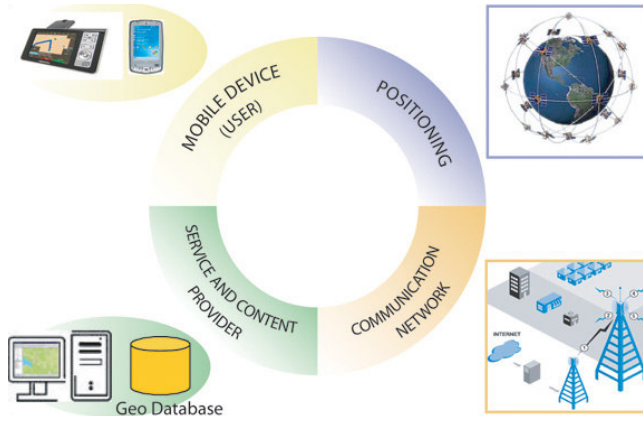 MOBILE DEVICE
(USER)
POSITIONING
SERVICE AND CONTENT
PROVIDER
COMMUNICATION
NETWORK
INTERNET
Geo Database